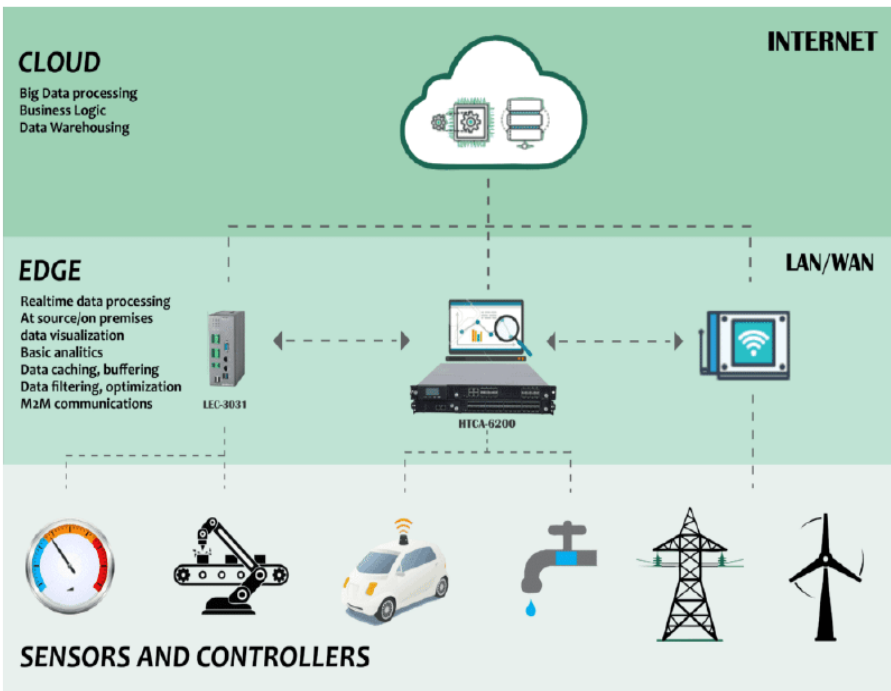 INTERNET
CLOUD
Big Data processing
Business Logic
Data Warehousing
LAN/WAN
EDGE
Realtime data processing
At source/on premises
data visualization
Basic analitics
Data caching, buffering
Data filtering, optimization
M2M communications
LEC-3031
HTCA-6200
SENSORS AND CONTROLLERS